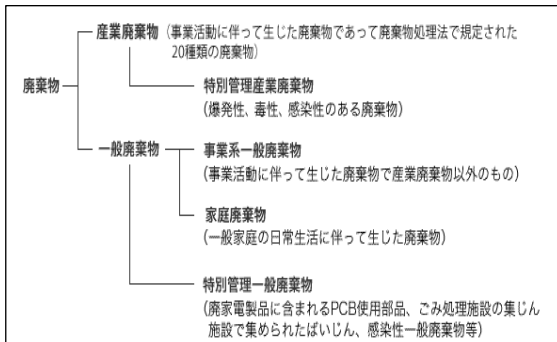 産業廃棄物（事業活動に伴って生じた廃棄物であって廃棄物処理法で規定された
20種類の廃棄物）
廃棄物
特別管理産業廃棄物
(爆発性、毒性、感染性のある廃棄物)
一般廃棄物
事業系一般廃棄物
(事業活動に伴って生じた廃棄物で産業廃棄物以外のもの)
家庭廃棄物
(一般家庭の日常生活に伴って生じた廃棄物)
特別管理一般廃棄物
(廃家電製品に含まれるPCB使用部品、ごみ処理施設の集じん
施設で集められたばいじん、感染性一般廃棄物等)